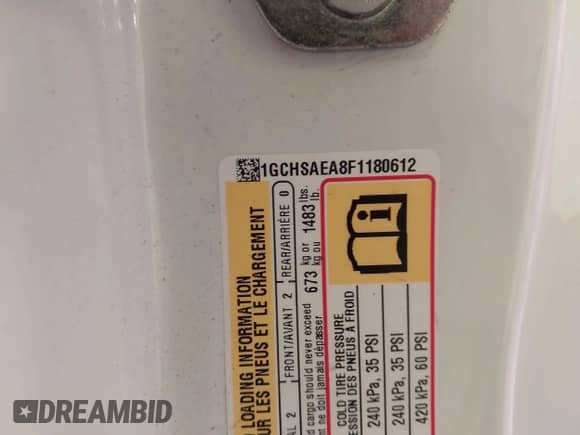 1GCHSAEA8F1180612
LOADING INFORMATION
UR LES PNEUS ET LE CHARGEMENT
AL 2 FRONT/AVANT 2 REAR/ARRIÈRE 0
d cargo should never exceed 673 kg or 1483 lbs.
nt ne doit jamais dépasser kg ou lb.
COLD TIRE PRESSURE
ESSION DES PNEUS À FROID
240 kPa, 35 PSI
240 kPa, 35 PSI
420 kPa, 60 PSI
DREAMBID